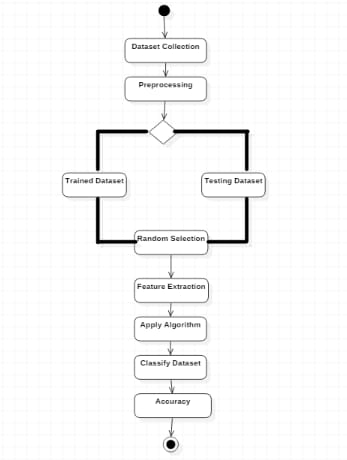 Dataset Collection
Preprocessing
Trained Dataset
Testing Dataset
Random Selection
Feature Extraction
Apply Algorithm
Classify Dataset
Accuracy